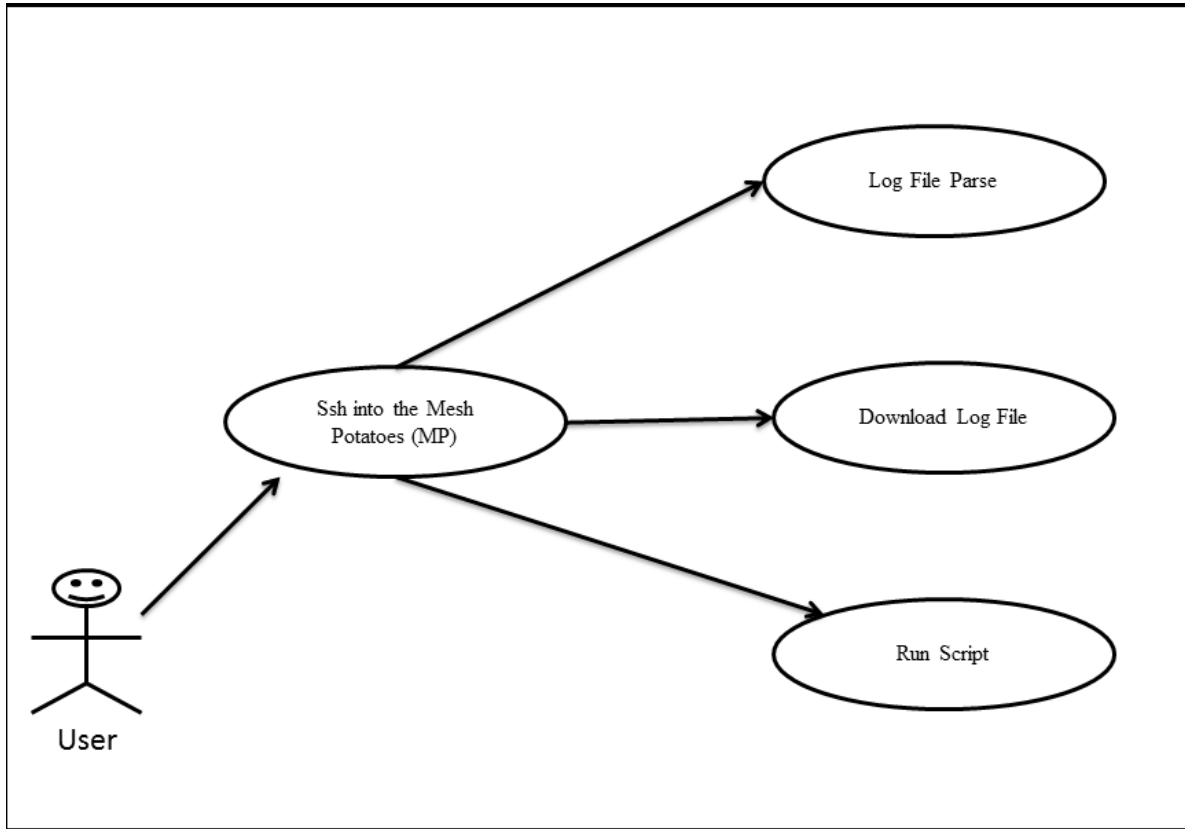 Log File Parse
Ssh into the Mesh
Potatoes (MP)
Download Log File
Run Script
User